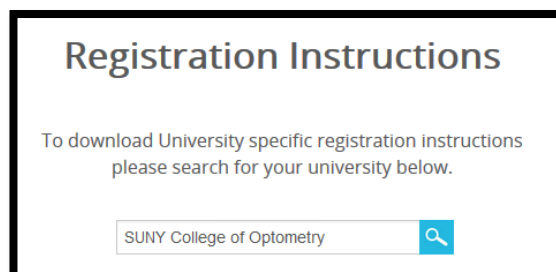 Registration Instructions
To download University specific registration instructions
please search for your university below.
SUNY College of Optometry